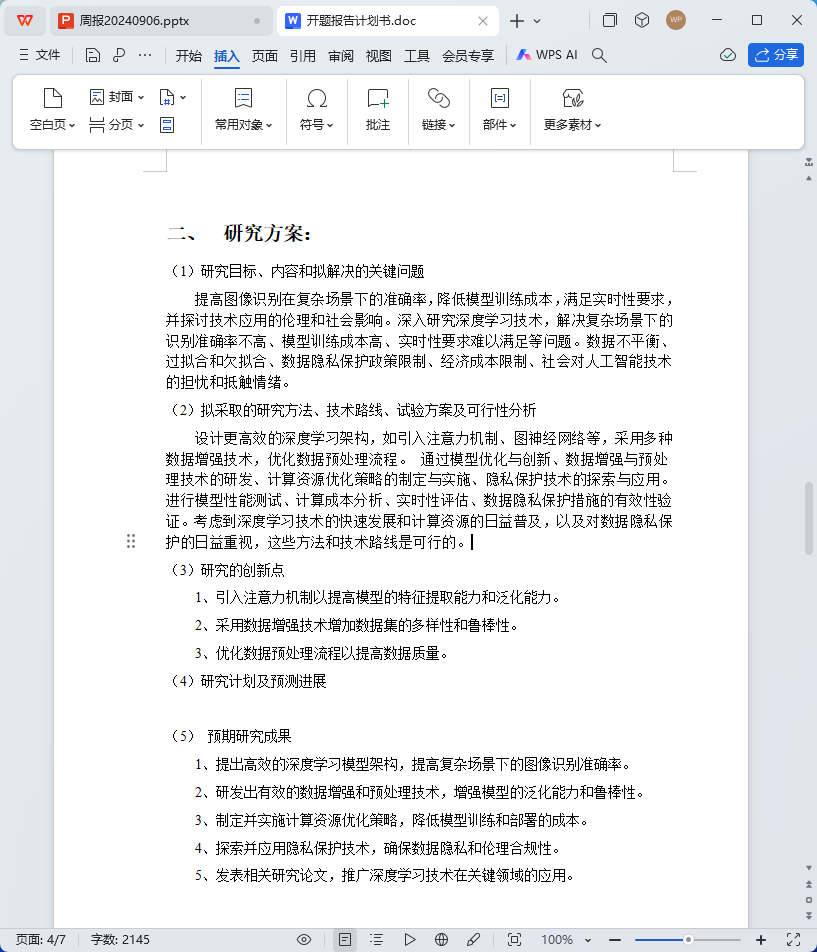 周报20240906.pptx
开题报告计划书.doc
WP
文件
开始 插入 页面 引用 审阅 视图 工具 会员专享 WPS AI
分享
封面
空白页 分页 常用对象 符号 批注 链接 部件 更多素材
二、 研究方案：
（1）研究目标、内容和拟解决的关键问题
提高图像识别在复杂场景下的准确率，降低模型训练成本，满足实时性要求，
并探讨技术应用的伦理和社会影响。深入研究深度学习技术，解决复杂场景下的
识别准确率不高、模型训练成本高、实时性要求难以满足等问题。数据不平衡、
过拟合和欠拟合、数据隐私保护政策限制、经济成本限制、社会对人工智能技术
的担忧和抵触情绪。
（2）拟采取的研究方法、技术路线、试验方案及可行性分析
设计更高效的深度学习架构，如引入注意力机制、图神经网络等，采用多种
数据增强技术，优化数据预处理流程。 通过模型优化与创新、数据增强与预处
理技术的研发、计算资源优化策略的制定与实施、隐私保护技术的探索与应用。
进行模型性能测试、计算成本分析、实时性评估、数据隐私保护措施的有效性验
证。考虑到深度学习技术的快速发展和计算资源的日益普及，以及对数据隐私保
护的日益重视，这些方法和技术路线是可行的。
（3）研究的创新点
1、引入注意力机制以提高模型的特征提取能力和泛化能力。
2、采用数据增强技术增加数据集的多样性和鲁棒性。
3、优化数据预处理流程以提高数据质量。
（4）研究计划及预测进展
（5） 预期研究成果
1、提出高效的深度学习模型架构，提高复杂场景下的图像识别准确率。
2、研发出有效的数据增强和预处理技术，增强模型的泛化能力和鲁棒性。
3、制定并实施计算资源优化策略，降低模型训练和部署的成本。
4、探索并应用隐私保护技术，确保数据隐私和伦理合规性。
5、发表相关研究论文，推广深度学习技术在关键领域的应用。
页面: 4/7 字数: 2145 100%